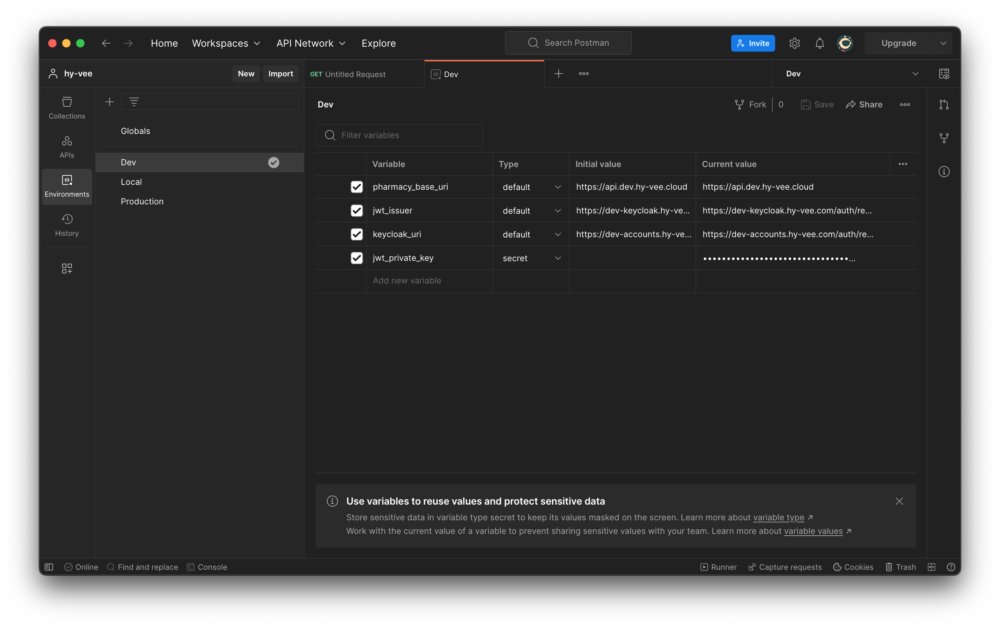 Home Workspaces API Network Explore Search Postman Invite Upgrade
hy-vee New Import GET Untitled Request Dev Dev
Collections
APIs
Environments
History
Globals
Dev
Local
Production
Dev Fork 0 Save Share
Filter variables
Variable Type Initial value Current value
pharmacy_base_uri default https://api.dev.hy-vee.cloud https://api.dev.hy-vee.cloud
jwt_issuer default https://dev-keycloak.hy-ve... https://dev-keycloak.hy-vee.com/auth/re...
keycloak_uri default https://dev-accounts.hy-ve... https://dev-accounts.hy-vee.com/auth/re...
jwt_private_key secret •••••••••••••••••••••••••••••••...
Add new variable
Use variables to reuse values and protect sensitive data
Store sensitive data in variable type secret to keep its values masked on the screen. Learn more about variable type ↗
Work with the current value of a variable to prevent sharing sensitive values with your team. Learn more about variable values ↗
Online Find and replace Console Runner Capture requests Cookies Trash